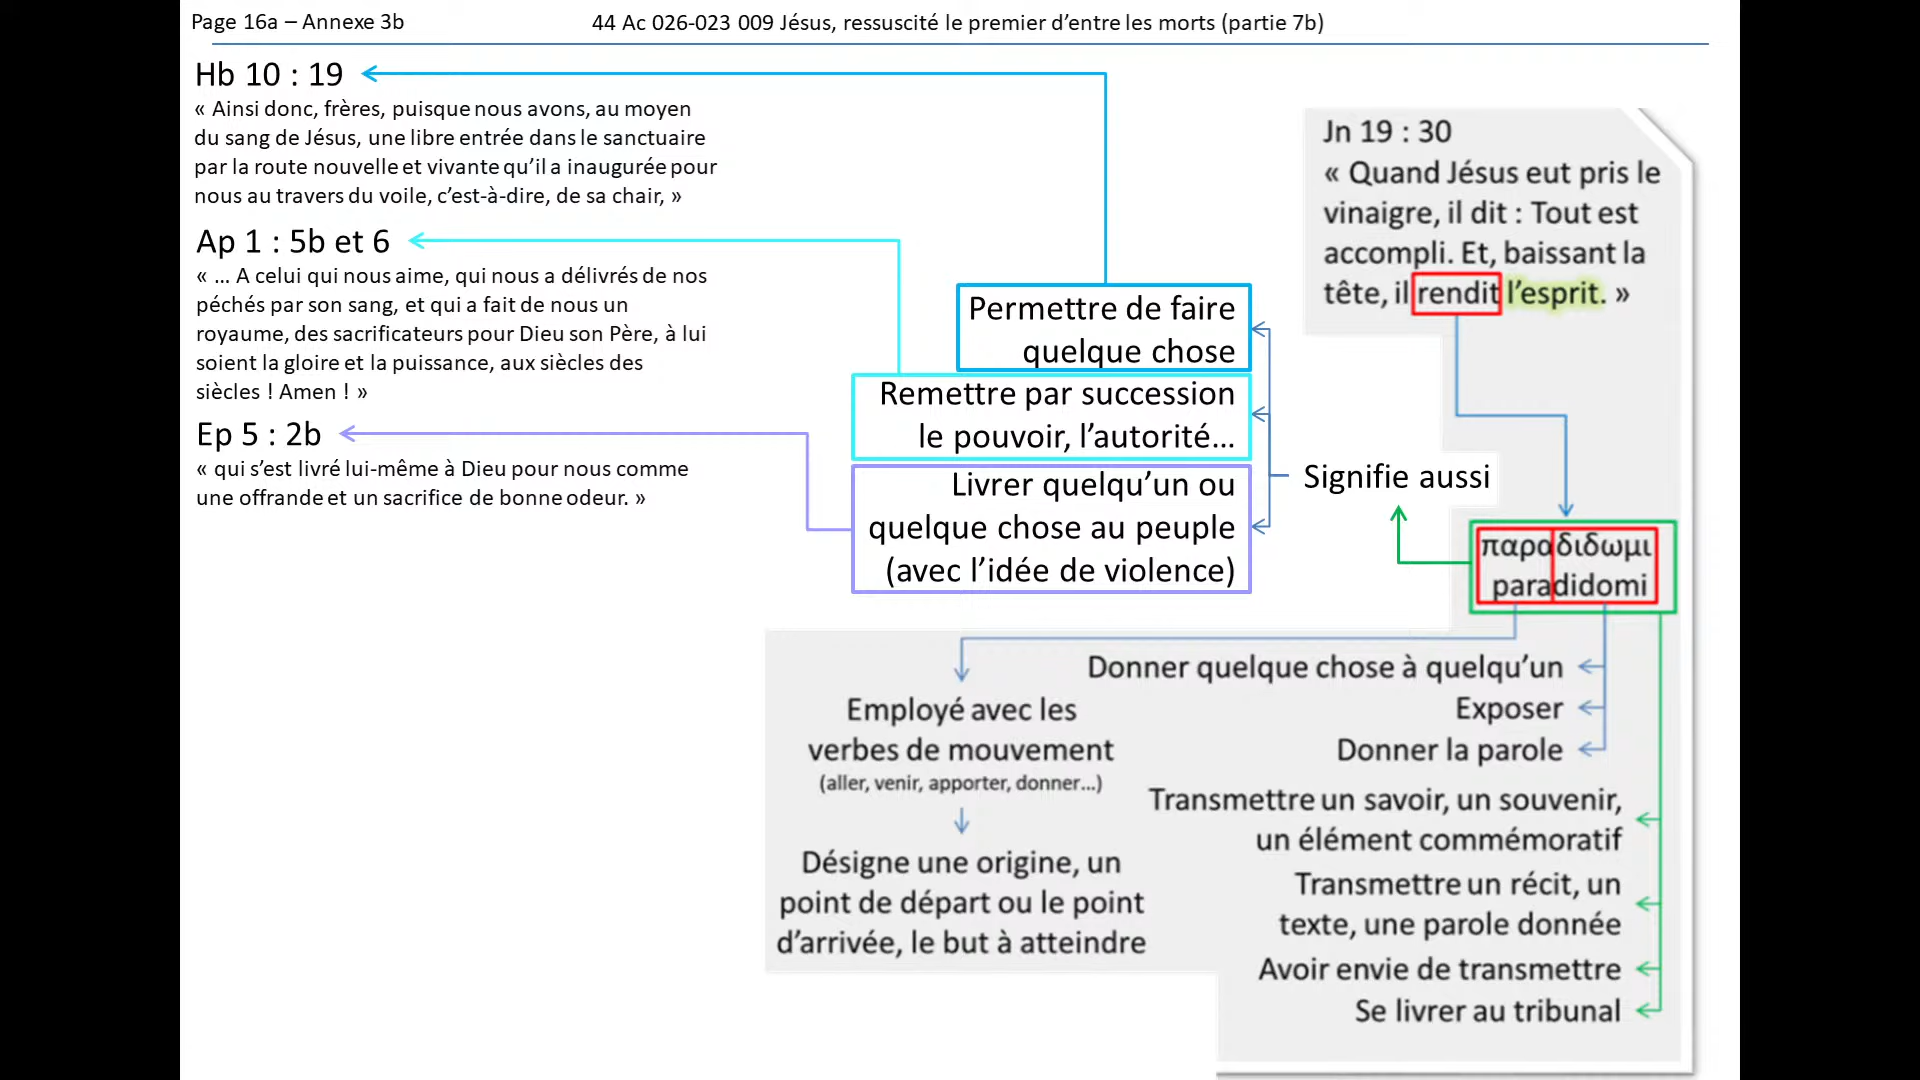 Page 16a – Annexe 3b
44 Ac 026-023 009 Jésus, ressuscité le premier d’entre les morts (partie 7b)
Hb 10 : 19
« Ainsi donc, frères, puisque nous avons, au moyen
du sang de Jésus, une libre entrée dans le sanctuaire
par la route nouvelle et vivante qu’il a inaugurée pour
nous au travers du voile, c’est-à-dire, de sa chair, »
Ap 1 : 5b et 6
« ... A celui qui nous aime, qui nous a délivrés de nos
péchés par son sang, et qui a fait de nous un
royaume, des sacrificateurs pour Dieu son Père, à lui
soient la gloire et la puissance, aux siècles des
siècles ! Amen ! »
Ep 5 : 2b
« qui s’est livré lui-même à Dieu pour nous comme
une offrande et un sacrifice de bonne odeur. »
Permettre de faire
quelque chose
Remettre par succession
le pouvoir, l’autorité...
Livrer quelqu’un ou
quelque chose au peuple
(avec l’idée de violence)
Signifie aussi
Jn 19 : 30
« Quand Jésus eut pris le
vinaigre, il dit : Tout est
accompli. Et, baissant la
tête, il rendit l’esprit. »
παραδιδωμι
paradidomi
Employé avec les
verbes de mouvement
(aller, venir, apporter, donner...)
Désigne une origine, un
point de départ ou le point
d’arrivée, le but à atteindre
Donner quelque chose à quelqu’un
Exposer
Donner la parole
Transmettre un savoir, un souvenir,
un élément commémoratif
Transmettre un récit, un
texte, une parole donnée
Avoir envie de transmettre
Se livrer au tribunal